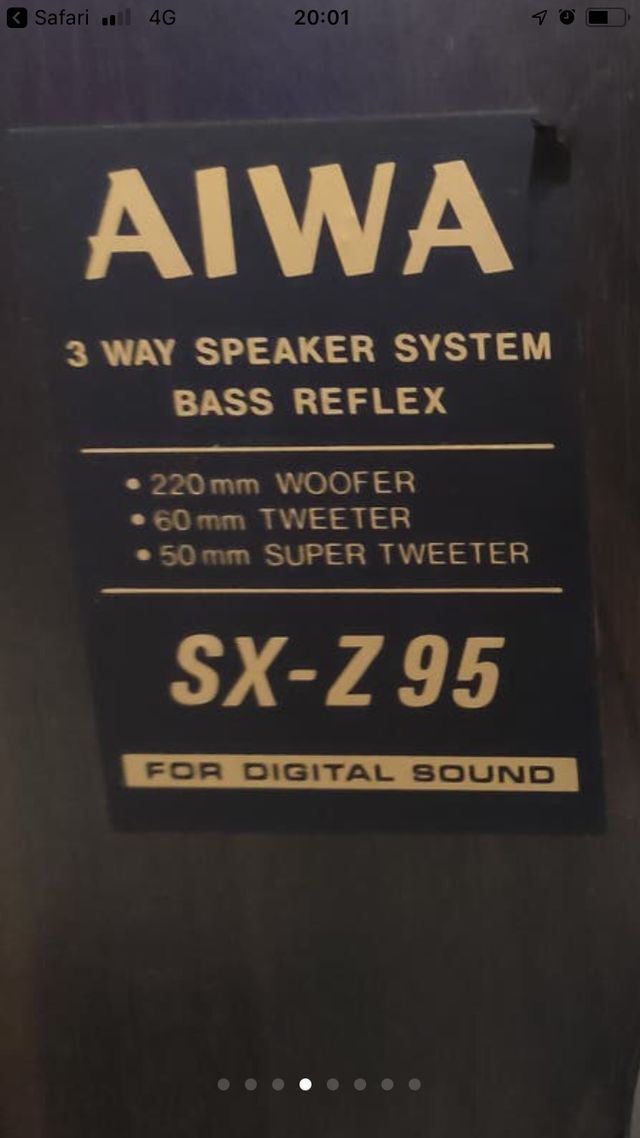 Safari 4G 20:01
AIWA
3 WAY SPEAKER SYSTEM
BASS REFLEX
• 220mm WOOFER
• 60mm TWEETER
• 50mm SUPER TWEETER
SX-Z 95
FOR DIGITAL SOUND